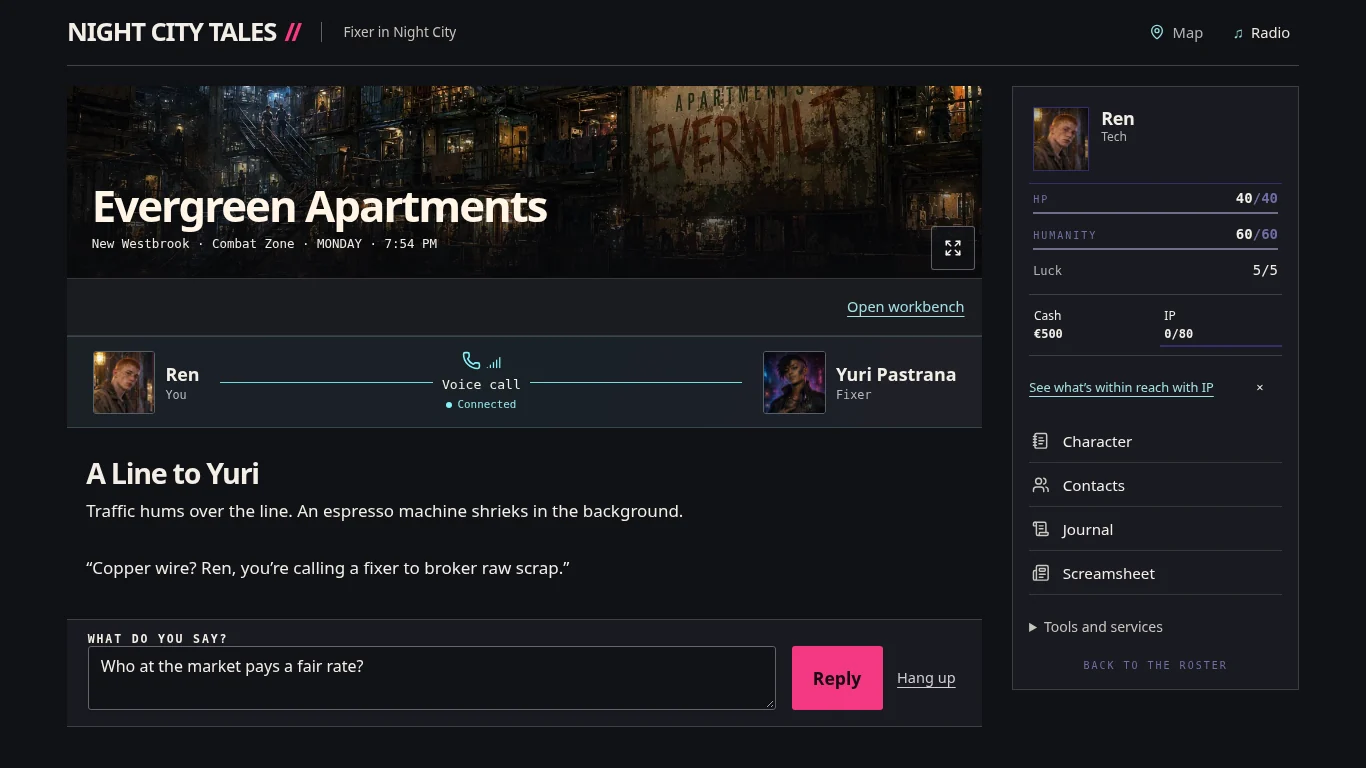 NIGHT CITY TALES //
Fixer in Night City
Map
Radio
APARTMENTS
EVERWILT
Evergreen Apartments
New Westbrook · Combat Zone · MONDAY · 7:54 PM
Open workbench
Ren
You
Voice call
Connected
Yuri Pastrana
Fixer
A Line to Yuri
Traffic hums over the line. An espresso machine shrieks in the background.
“Copper wire? Ren, you’re calling a fixer to broker raw scrap.”
WHAT DO YOU SAY?
Who at the market pays a fair rate?
Reply
Hang up
Ren
Tech
HP 40/40
HUMANITY 60/60
Luck 5/5
Cash IP
€500 0/80
See what’s within reach with IP ×
Character
Contacts
Journal
Screamsheet
Tools and services
BACK TO THE ROSTER